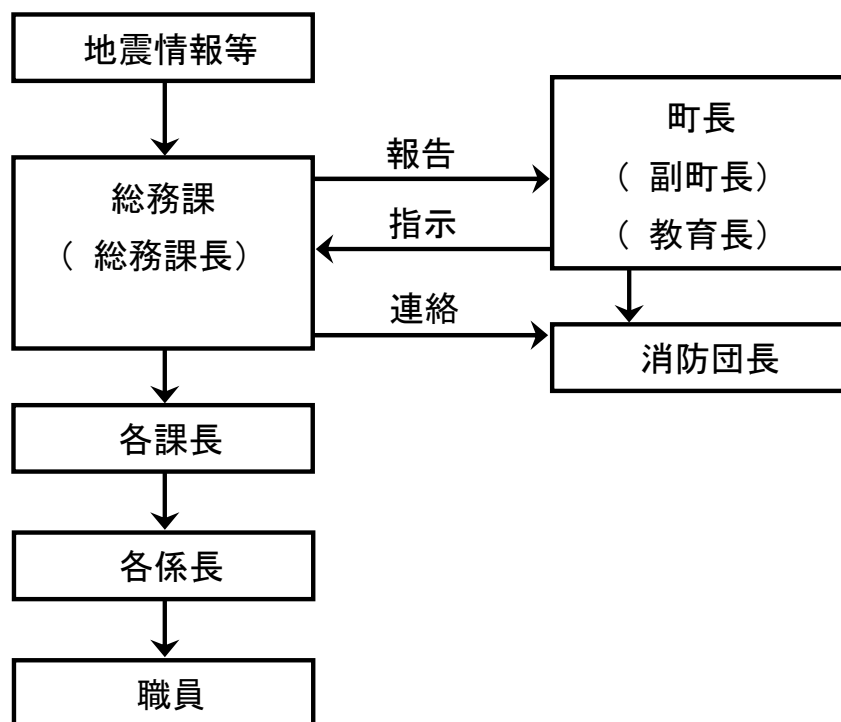 地震情報等
総務課
（ 総務課長）
報告
指示
連絡
町長
（ 副町長）
（ 教育長）
消防団長
各課長
各係長
職員